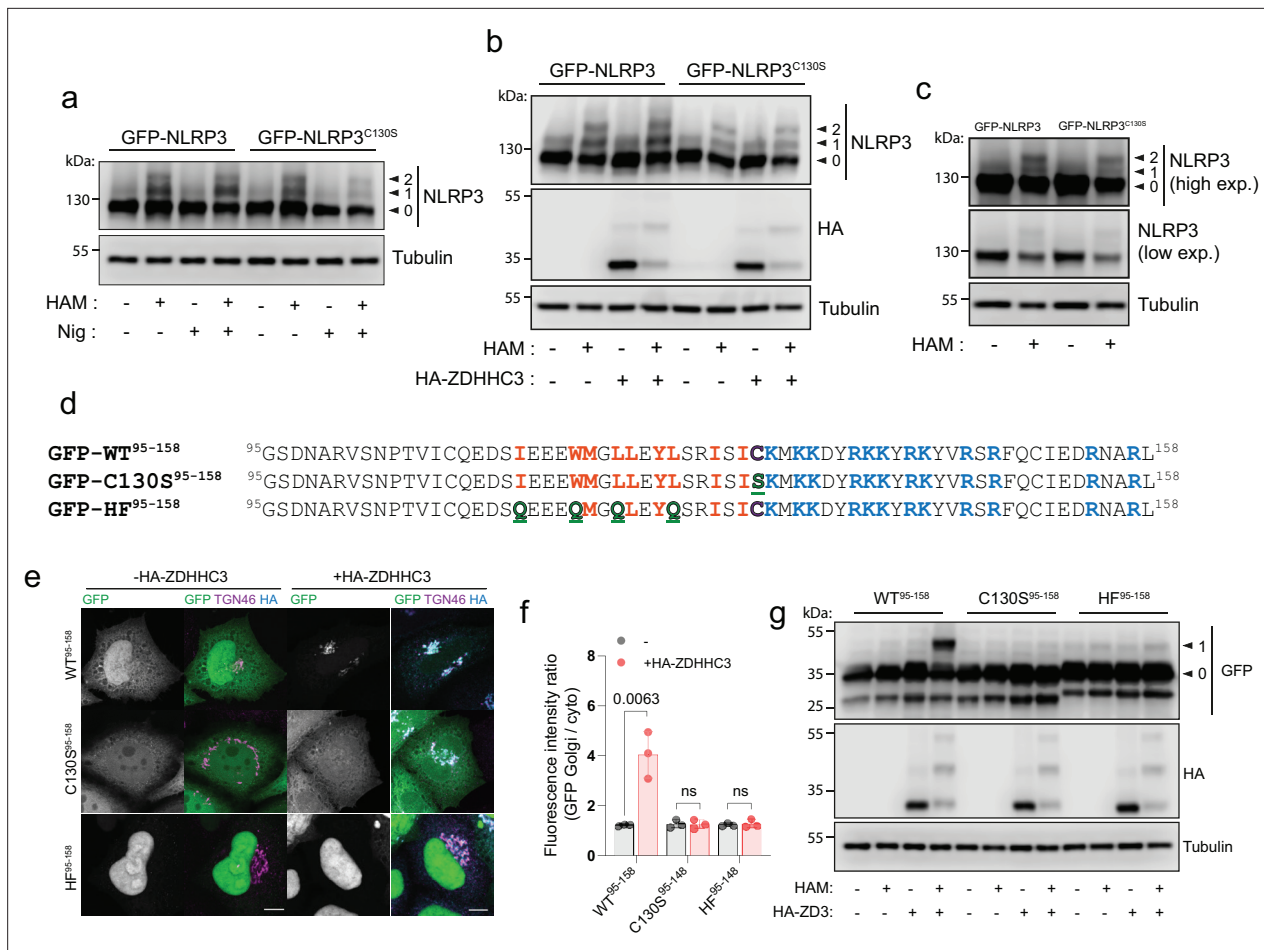 a
GFP-NLRP3 GFP-NLRP3C130S
kDa:
130
2
1
0
NLRP3
55
Tubulin
HAM : - + - + - + - +
Nig : - - + + - - + +
b
GFP-NLRP3 GFP-NLRP3C130S
kDa:
130
2
1
0
NLRP3
55
35
HA
55
Tubulin
HAM : - + - + - + - +
HA-ZDHHC3 : - - + + - - + +
c
GFP-NLRP3 GFP-NLRP3C130S
kDa:
130
2
1
0
NLRP3
(high exp.)
130
NLRP3
(low exp.)
55
Tubulin
HAM : - + - +
d
GFP-WT95-158 95GSDNARVSNPTVICQEDSIEEEWMGLLEYLSRISICKMKKDYRKKYRKYVRSRFQCIEDRNARL158
GFP-C130S95-158 95GSDNARVSNPTVICQEDSIEEEWMGLLEYLSRISISKMKKDYRKKYRKYVRSRFQCIEDRNARL158
GFP-HF95-158 95GSDNARVSNPTVICQEDSQEEEQMGQLEYQSRISICKMKKDYRKKYRKYVRSRFQCIEDRNARL158
e
-HA-ZDHHC3 +HA-ZDHHC3
GFP GFP TGN46 HA GFP GFP TGN46 HA
WT95-158
C130S95-158
HF95-158
f
-
+HA-ZDHHC3
Fluorescence intensity ratio
(GFP Golgi / cyto)
8
6
4
2
0
0.0063
ns
ns
WT95-158
C130S95-148
HF95-148
g
WT95-158 C130S95-158 HF95-158
kDa:
55
35
25
1
0
GFP
55
35
HA
55
Tubulin
HAM: - + - + - + - + - + - +
HA-ZD3: - - + + - - + + - - + +